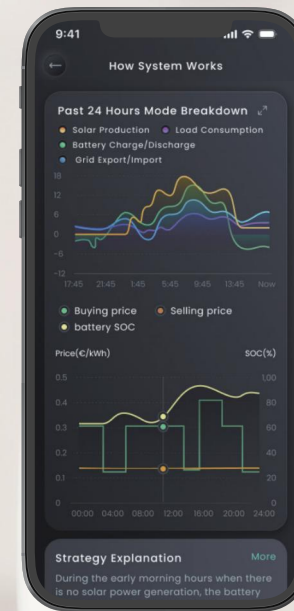 9:41
How System Works
Past 24 Hours Mode Breakdown
Solar Production Load Consumption
Battery Charge/Discharge
Grid Export/Import
18
12
6
0
-6
-12
17:45 21:45 1:45 5:45 9:45 13:45 Now
Buying price Selling price
battery SOC
Price(€/kWh) SOC(%)
0.5 1,00
0.4 80
0.3 60
0.2 40
0.1 20
0 0
00:00 04:00 08:00 12:00 16:00 20:00 24:00
Strategy Explanation More
During the early morning hours when there
is no solar power generation, the battery